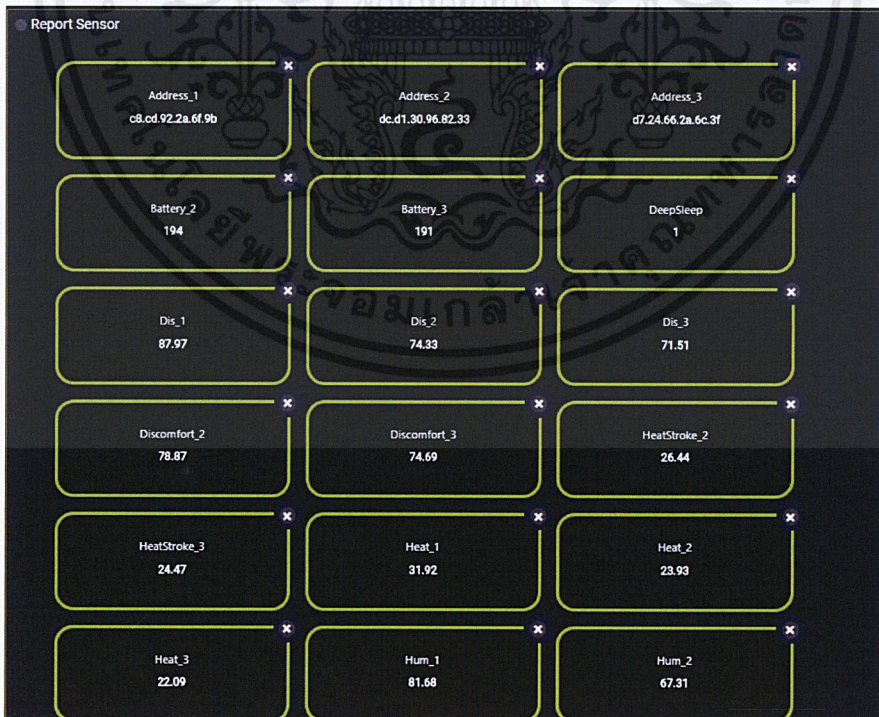 Report Sensor
Address_1
c8.cd.92.2a.6f.9b
Address_2
dc.d1.30.96.82.33
Address_3
d7.24.66.2a.6c.3f
Battery_2
194
Battery_3
191
DeepSleep
1
Dis_1
87.97
Dis_2
74.33
Dis_3
71.51
Discomfort_2
78.87
Discomfort_3
74.69
HeatStroke_2
26.44
HeatStroke_3
24.47
Heat_1
31.92
Heat_2
23.93
Heat_3
22.09
Hum_1
81.68
Hum_2
67.31